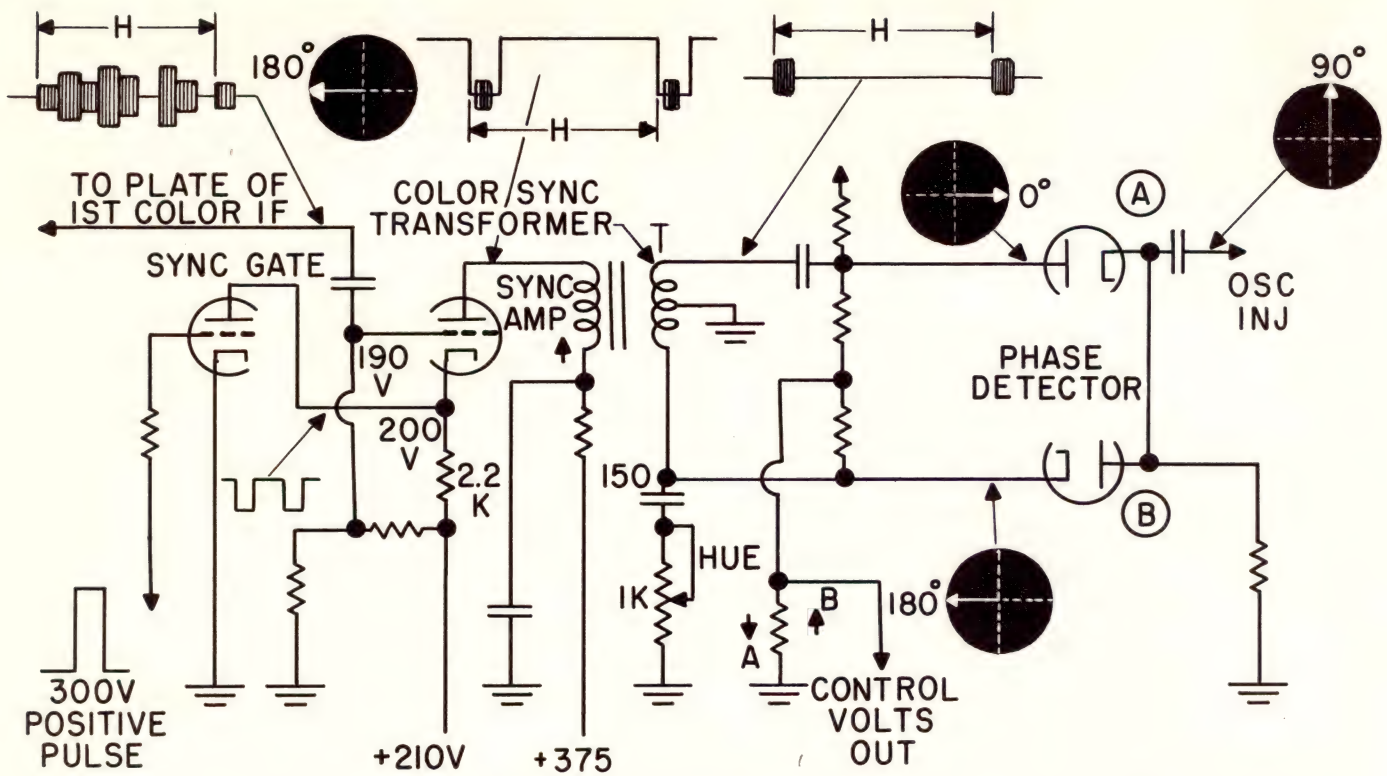 H
180°
H
H
90°
TO PLATE OF
1ST COLOR IF
COLOR SYNC
TRANSFORMER
T
0°
A
SYNC GATE
SYNC
AMP
OSC
INJ
190
V
PHASE
DETECTOR
200
V
2.2
K
150
B
HUE
1K
B
180°
A
300V
POSITIVE
PULSE
CONTROL
VOLTS
OUT
+210V
+375